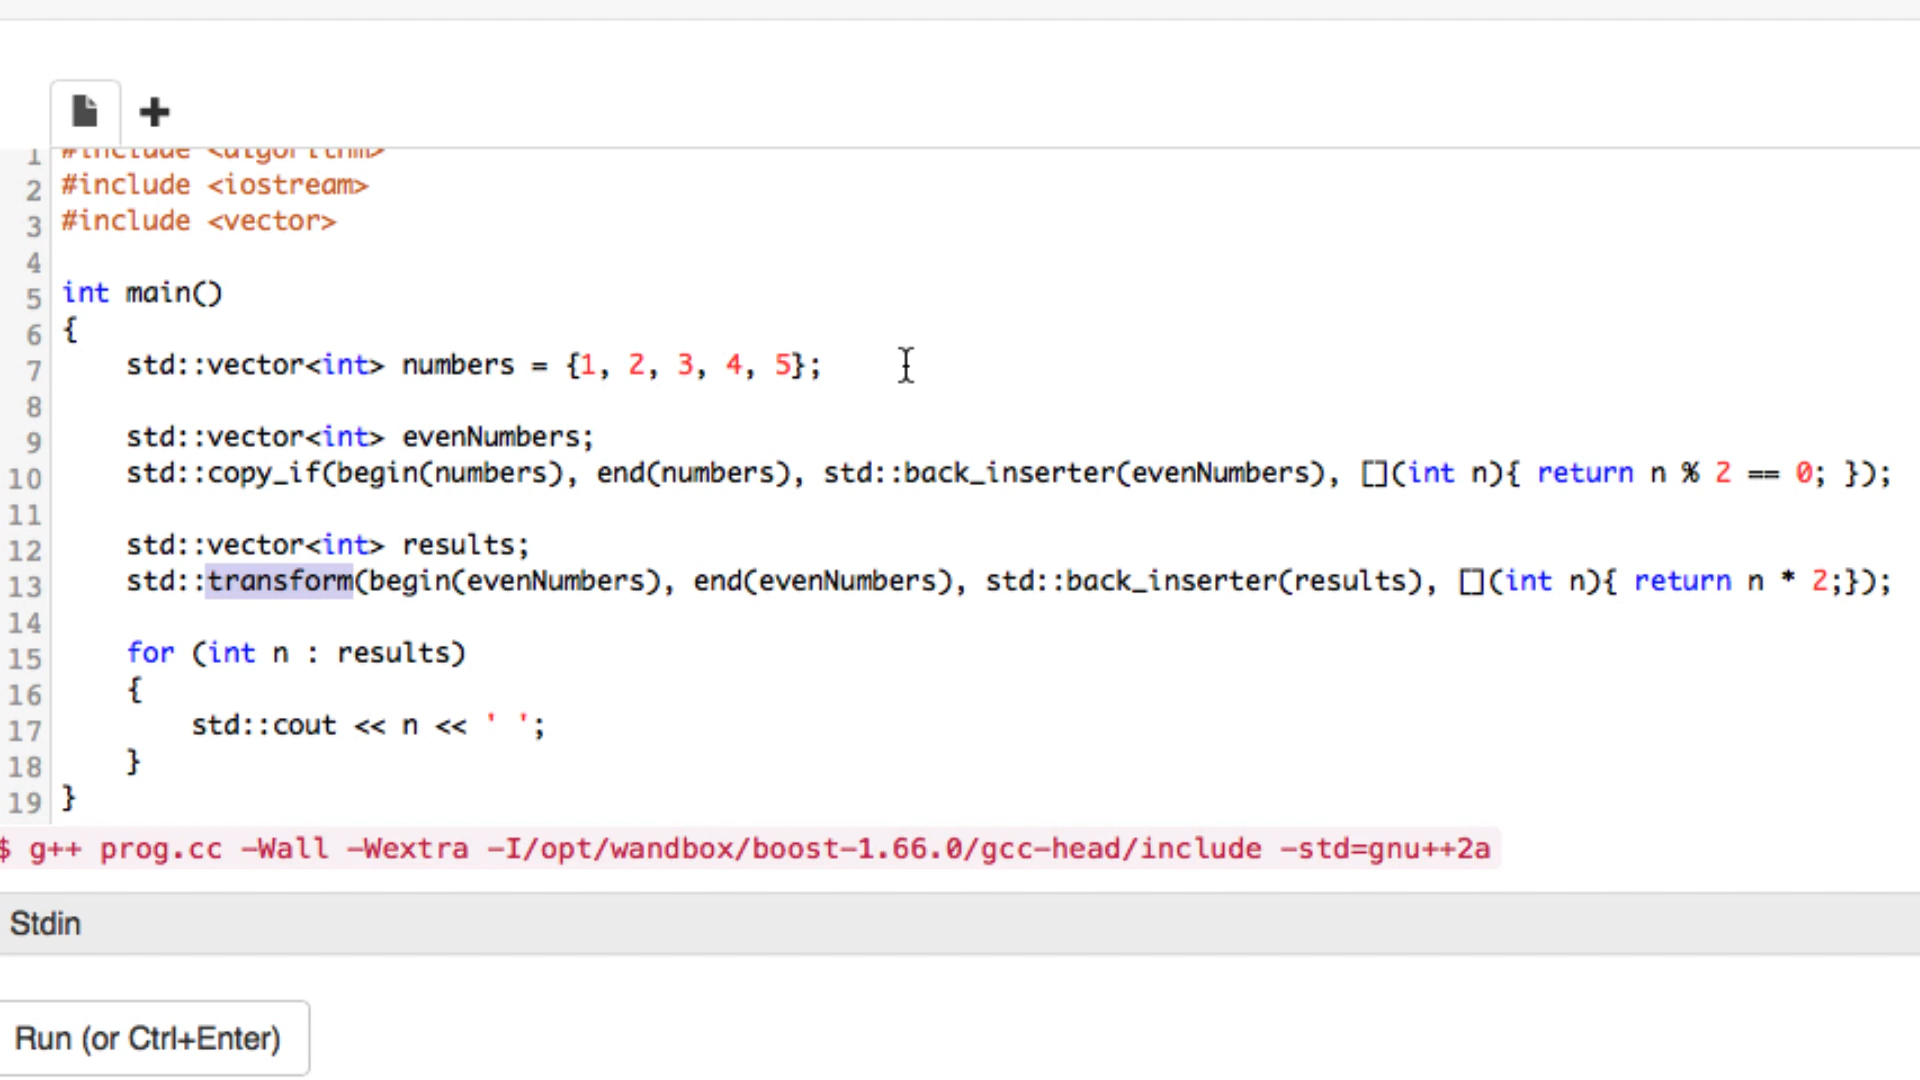 1 #include <algorithm>
2 #include <iostream>
3 #include <vector>
4
5 int main()
6 {
7     std::vector<int> numbers = {1, 2, 3, 4, 5};
8
9     std::vector<int> evenNumbers;
10     std::copy_if(begin(numbers), end(numbers), std::back_inserter(evenNumbers), [](int n){ return n % 2 == 0; });
11
12     std::vector<int> results;
13     std::transform(begin(evenNumbers), end(evenNumbers), std::back_inserter(results), [](int n){ return n * 2;});
14
15     for (int n : results)
16     {
17         std::cout << n << ' ';
18     }
19 }
$ g++ prog.cc -Wall -Wextra -I/opt/wandbox/boost-1.66.0/gcc-head/include -std=gnu++2a
Stdin
Run (or Ctrl+Enter)